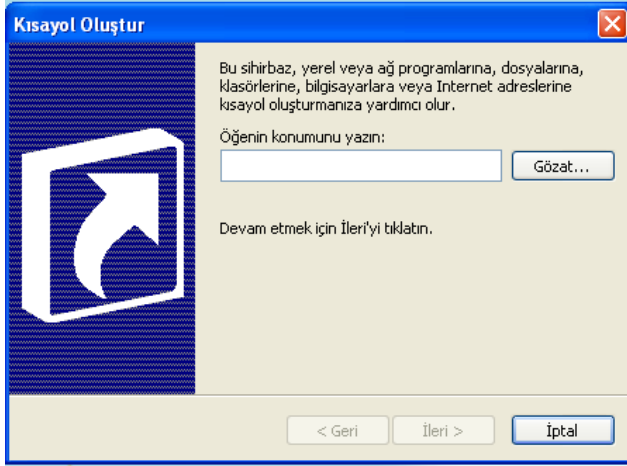 Kısayol Oluştur
Bu sihirbaz, yerel veya ağ programlarına, dosyalarına,
klasörlerine, bilgisayarlara veya Internet adreslerine
kısayol oluşturmanıza yardımcı olur.
Öğenin konumunu yazın:
Gözat...
Devam etmek için İleri'yi tıklatın.
< Geri
İleri >
İptal